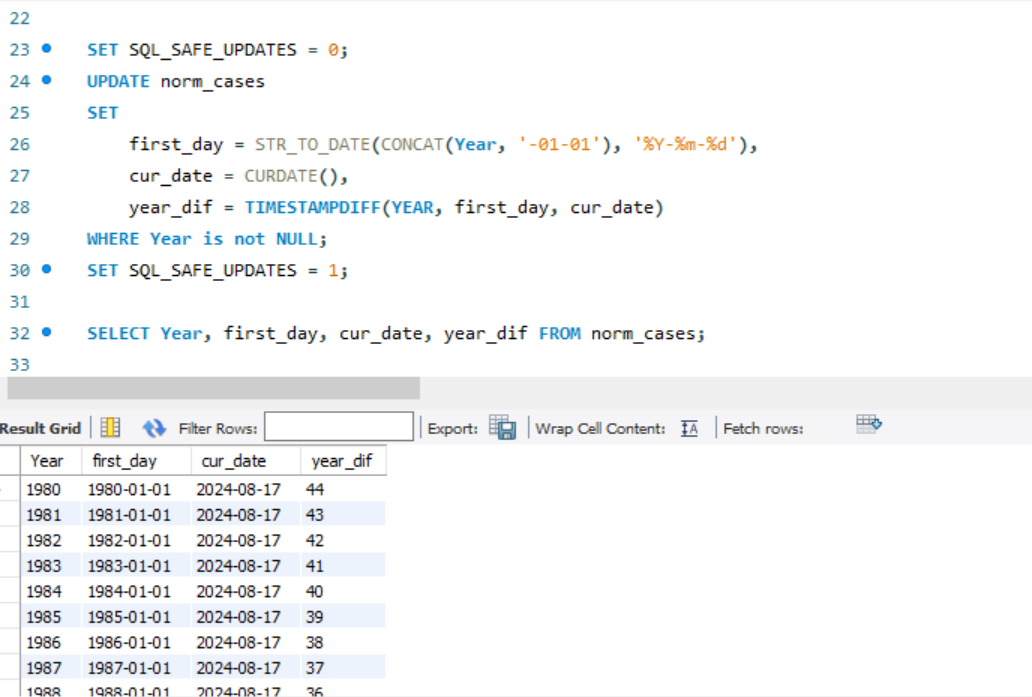 22
23 SET SQL_SAFE_UPDATES = 0;
24 UPDATE norm_cases
25 SET
26 first_day = STR_TO_DATE(CONCAT(Year, '-01-01'), '%Y-%m-%d'),
27 cur_date = CURDATE(),
28 year_dif = TIMESTAMPDIFF(YEAR, first_day, cur_date)
29 WHERE Year is not NULL;
30 SET SQL_SAFE_UPDATES = 1;
31
32 SELECT Year, first_day, cur_date, year_dif FROM norm_cases;
33
Result Grid Filter Rows: Export: Wrap Cell Content: IA Fetch rows:
Year first_day cur_date year_dif
1980 1980-01-01 2024-08-17 44
1981 1981-01-01 2024-08-17 43
1982 1982-01-01 2024-08-17 42
1983 1983-01-01 2024-08-17 41
1984 1984-01-01 2024-08-17 40
1985 1985-01-01 2024-08-17 39
1986 1986-01-01 2024-08-17 38
1987 1987-01-01 2024-08-17 37
1988 1988-01-01 2024-08-17 36